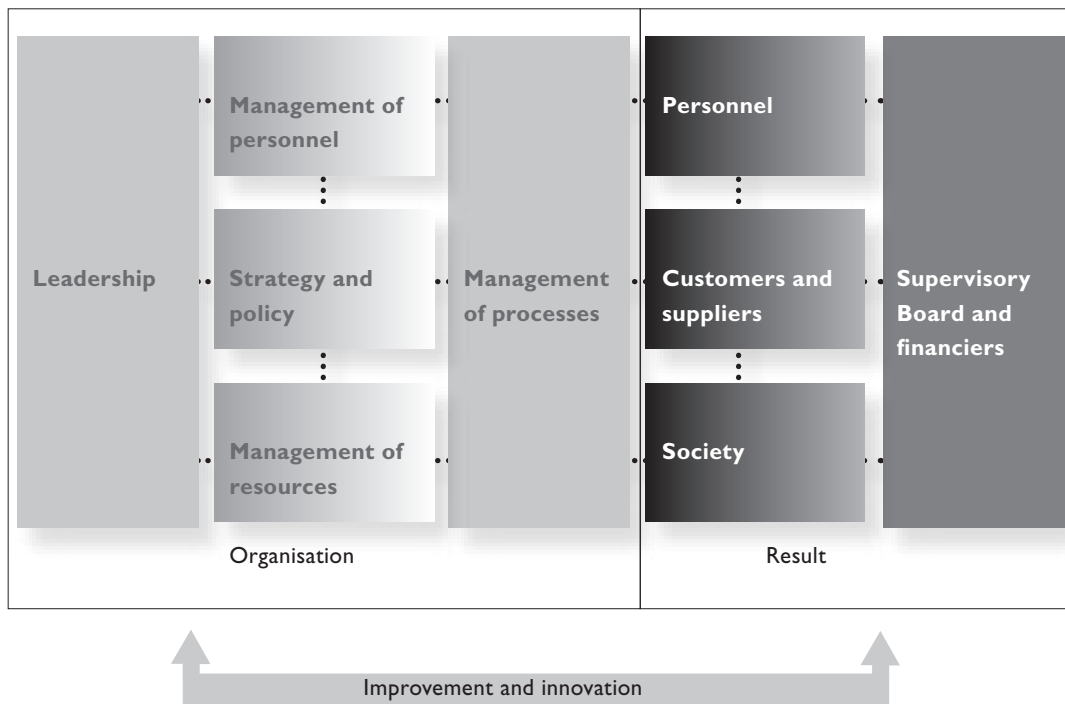 Leadership
Management of
personnel
Strategy and
policy
Management of
resources
Management
of processes
Organisation
Personnel
Customers and
suppliers
Society
Supervisory
Board and
financiers
Result
Improvement and innovation